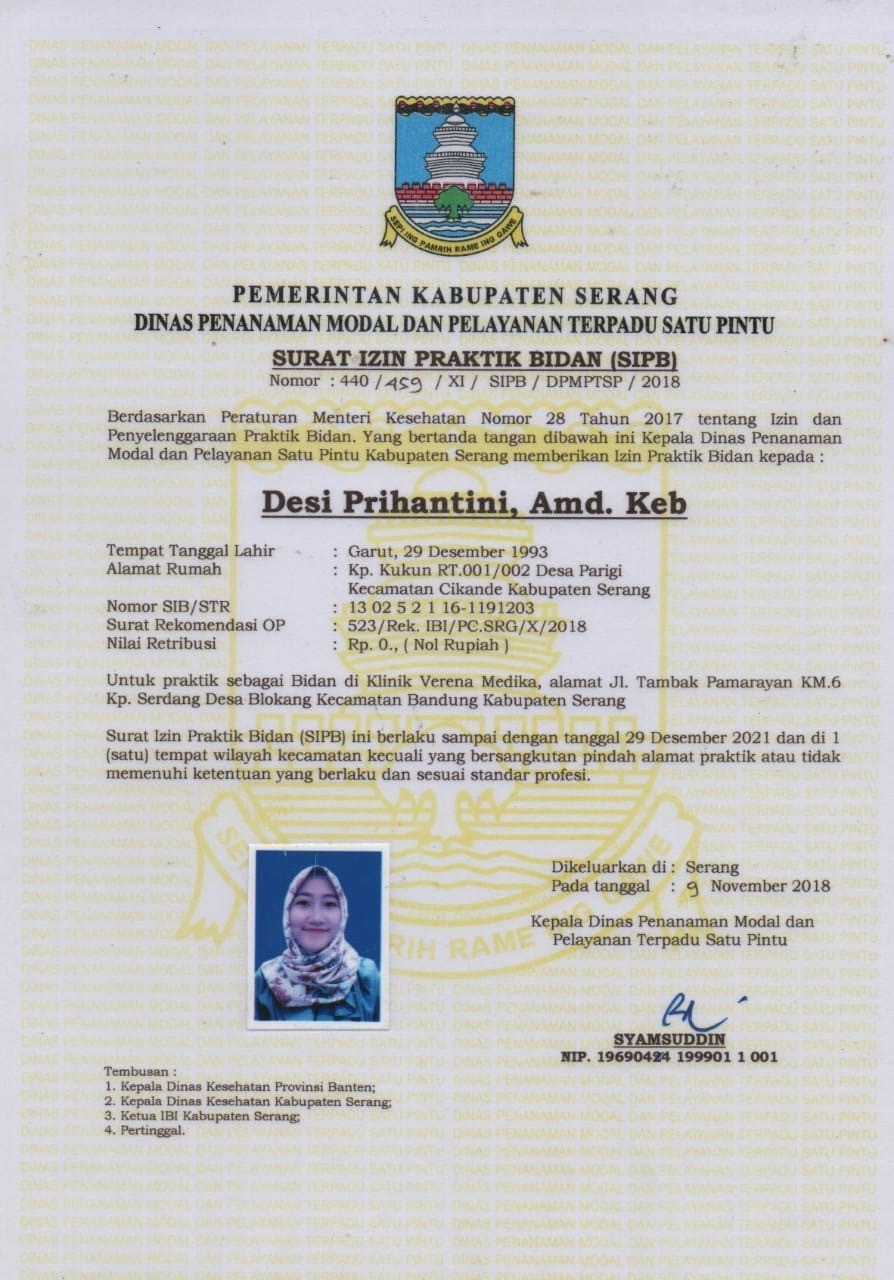 SEPI ING PAMRIH RAME ING GAWE
PEMERINTAN KABUPATEN SERANG
DINAS PENANAMAN MODAL DAN PELAYANAN TERPADU SATU PINTU
SURAT IZIN PRAKTIK BIDAN (SIPB)
Nomor : 440 / 459 / XI / SIPB / DPMPTSP / 2018
Berdasarkan Peraturan Menteri Kesehatan Nomor 28 Tahun 2017 tentang Izin dan
Penyelenggaraan Praktik Bidan. Yang bertanda tangan dibawah ini Kepala Dinas Penanaman
Modal dan Pelayanan Satu Pintu Kabupaten Serang memberikan Izin Praktik Bidan kepada :
Desi Prihantini, Amd. Keb
Tempat Tanggal Lahir : Garut, 29 Desember 1993
Alamat Rumah : Kp. Kukun RT.001/002 Desa Parigi
Kecamatan Cikande Kabupaten Serang
Nomor SIB/STR : 13 02 5 2 1 16-1191203
Surat Rekomendasi OP : 523/Rek. IBI/PC.SRG/X/2018
Nilai Retribusi : Rp. 0., ( Nol Rupiah )
Untuk praktik sebagai Bidan di Klinik Verena Medika, alamat Jl. Tambak Pamarayan KM.6
Kp. Serdang Desa Blokang Kecamatan Bandung Kabupaten Serang
Surat Izin Praktik Bidan (SIPB) ini berlaku sampai dengan tanggal 29 Desember 2021 dan di 1
(satu) tempat wilayah kecamatan kecuali yang bersangkutan pindah alamat praktik atau tidak
memenuhi ketentuan yang berlaku dan sesuai standar profesi.
Dikeluarkan di : Serang
Pada tanggal : 9 November 2018
Kepala Dinas Penanaman Modal dan
Pelayanan Terpadu Satu Pintu
SYAMSUDDIN
NIP. 19690424 199901 1 001
Tembusan :
1. Kepala Dinas Kesehatan Provinsi Banten;
2. Kepala Dinas Kesehatan Kabupaten Serang;
3. Ketua IBI Kabupaten Serang;
4. Pertinggal.